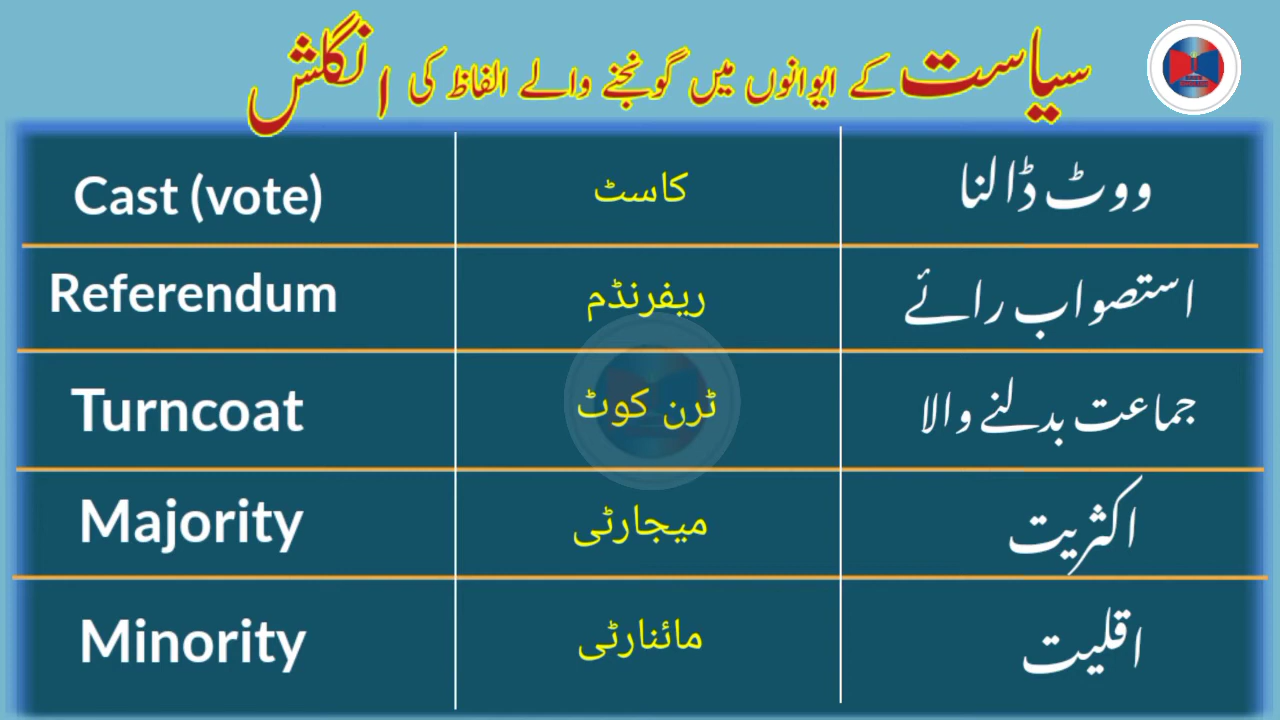 سیاست کے ایوانوں میں گونجنے والے الفاظ کی انگلش
Cast (vote) کاسٹ ووٹ ڈالنا
Referendum ریفرنڈم استصواب رائے
Turncoat ٹرن کوٹ جماعت بدلنے والا
Majority میجارٹی اکثریت
Minority مائنارٹی اقلیت